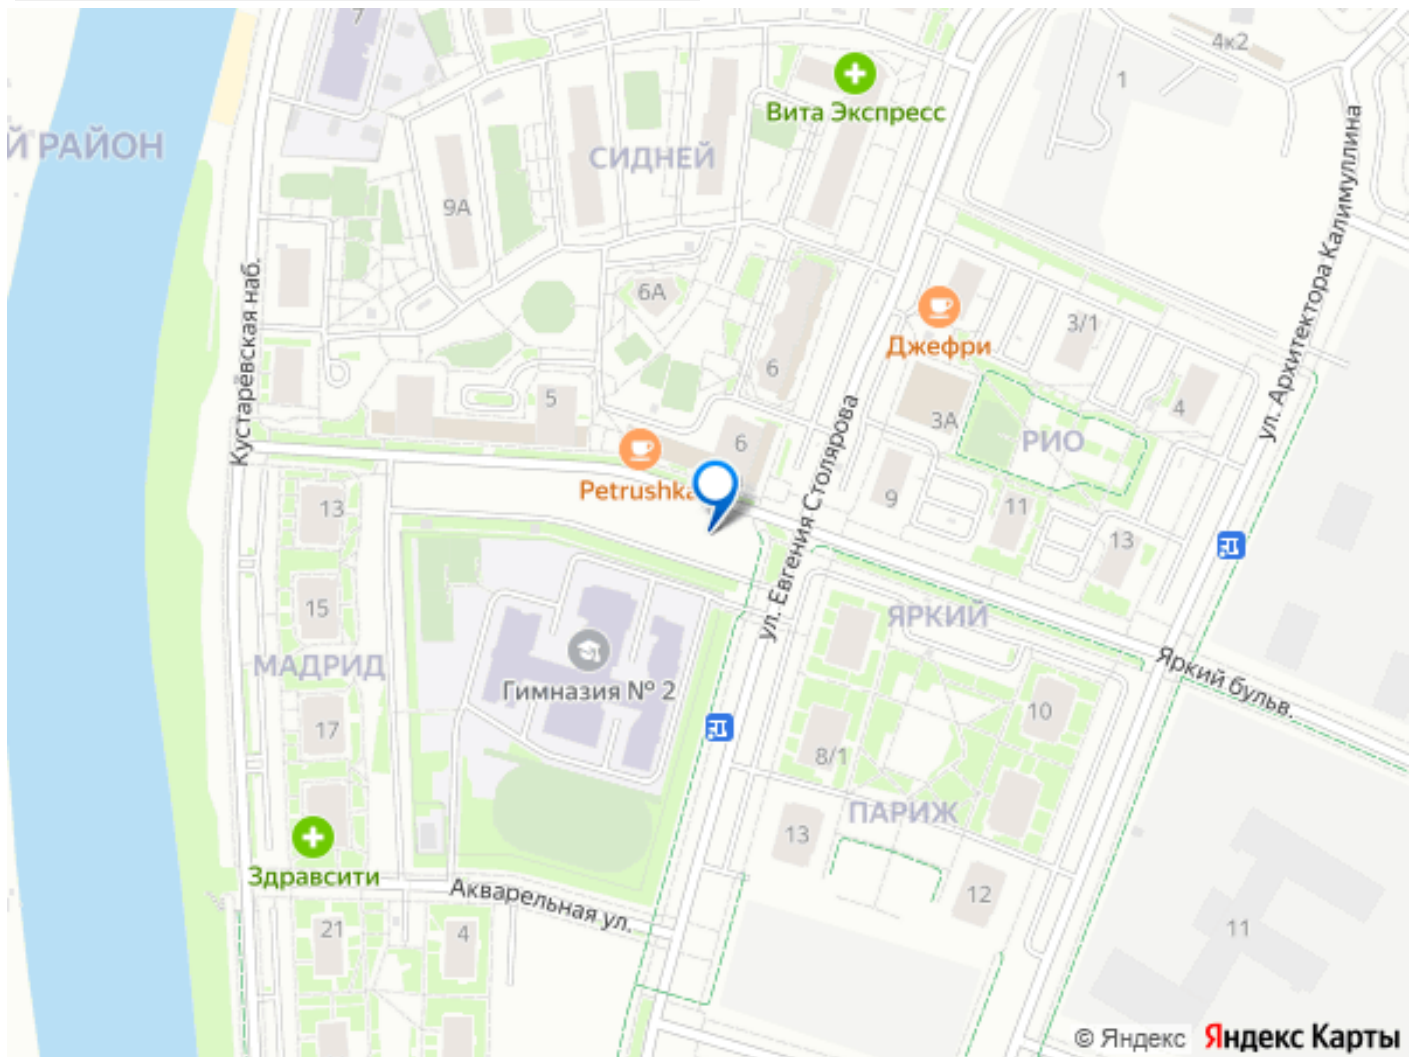 7
4к2
1
Вита Экспресс
Й РАЙОН
СИДНЕЙ
9А
ул. Архитектора Калимуллина
Кустарёвская наб.
6А
Джефри
3/1
6
5
3А
4
РИО
6
Petrushka
ул. Евгения Столярова
9
11
13
13
15
ЯРКИЙ
МАДРИД
Гимназия № 2
Яркий бульв.
17
10
8/1
ПАРИЖ
13
Здравсити
Акварельная ул.
12
21
4
11
© Яндекс
Яндекс Карты